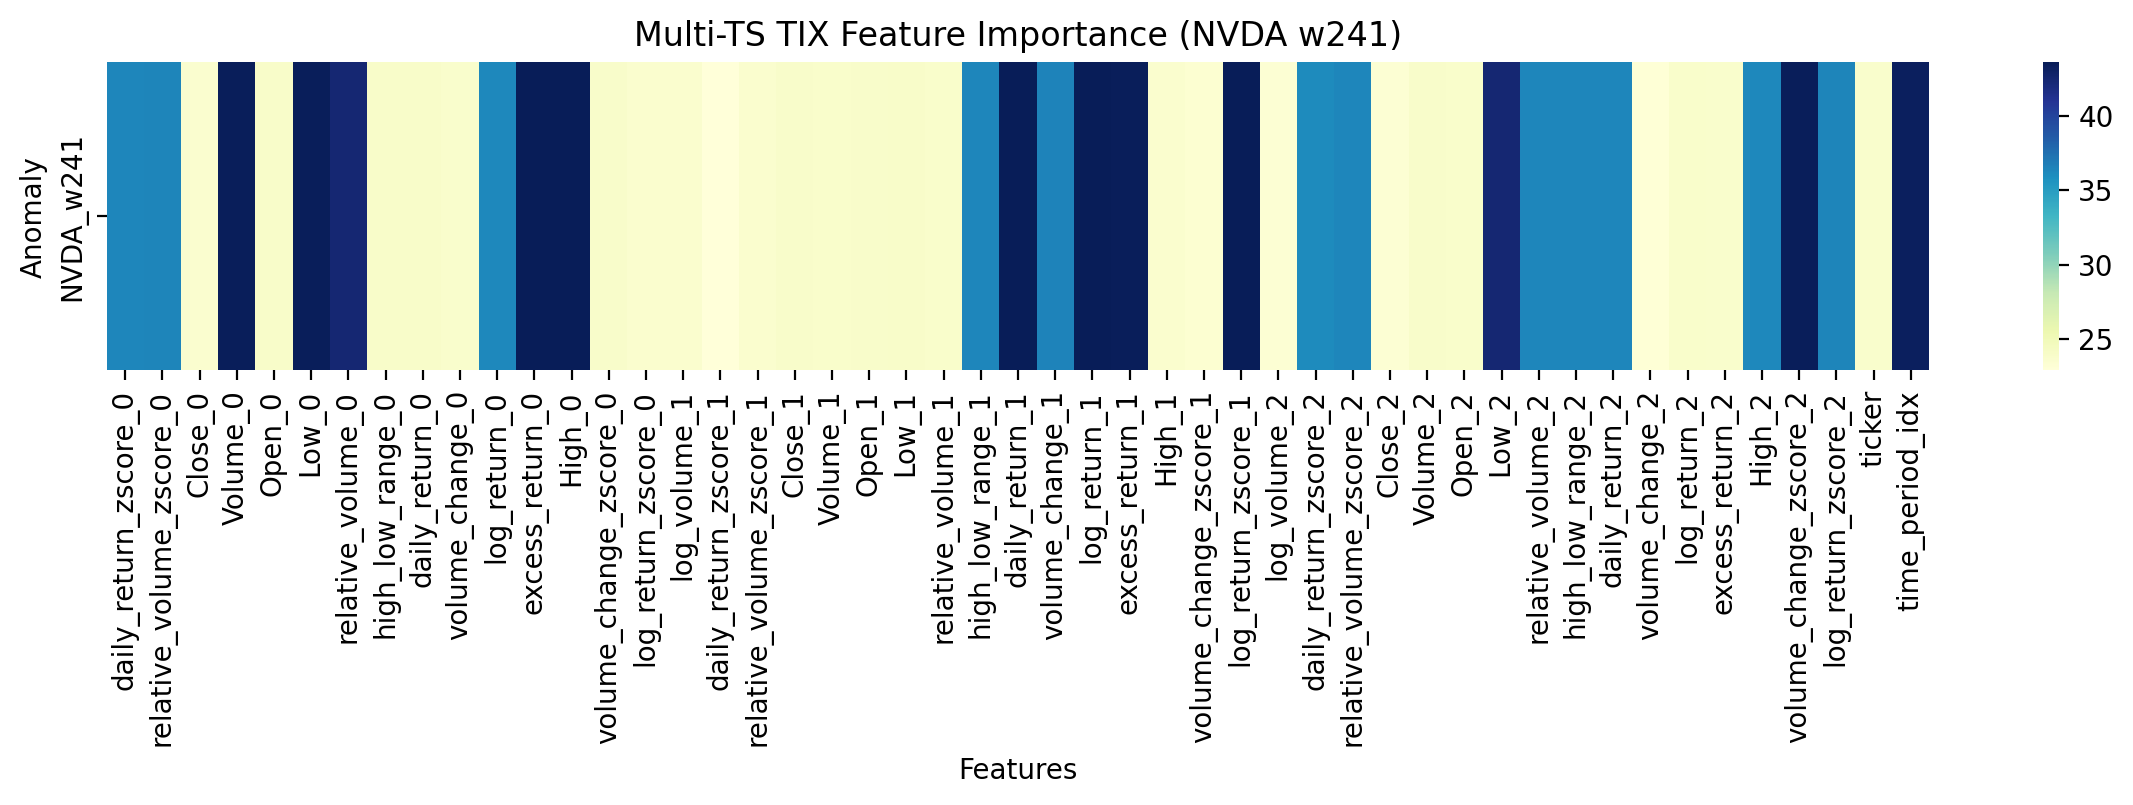 Multi-TS TIX Feature Importance (NVDA w241)
Anomaly
NVDA_w241
40
35
30
25
daily_return_zscore_0
relative_volume_zscore_0
Close_0
Volume_0
Open_0
Low_0
relative_volume_0
high_low_range_0
daily_return_0
volume_change_0
log_return_0
excess_return_0
High_0
volume_change_zscore_0
log_return_zscore_0
log_volume_1
daily_return_zscore_1
relative_volume_zscore_1
Close_1
Volume_1
Open_1
Low_1
relative_volume_1
high_low_range_1
daily_return_1
volume_change_1
log_return_1
excess_return_1
High_1
volume_change_zscore_1
log_return_zscore_1
log_volume_2
daily_return_zscore_2
relative_volume_zscore_2
Close_2
Volume_2
Open_2
Low_2
relative_volume_2
high_low_range_2
daily_return_2
volume_change_2
log_return_2
excess_return_2
High_2
volume_change_zscore_2
log_return_zscore_2
ticker
time_period_idx
Features